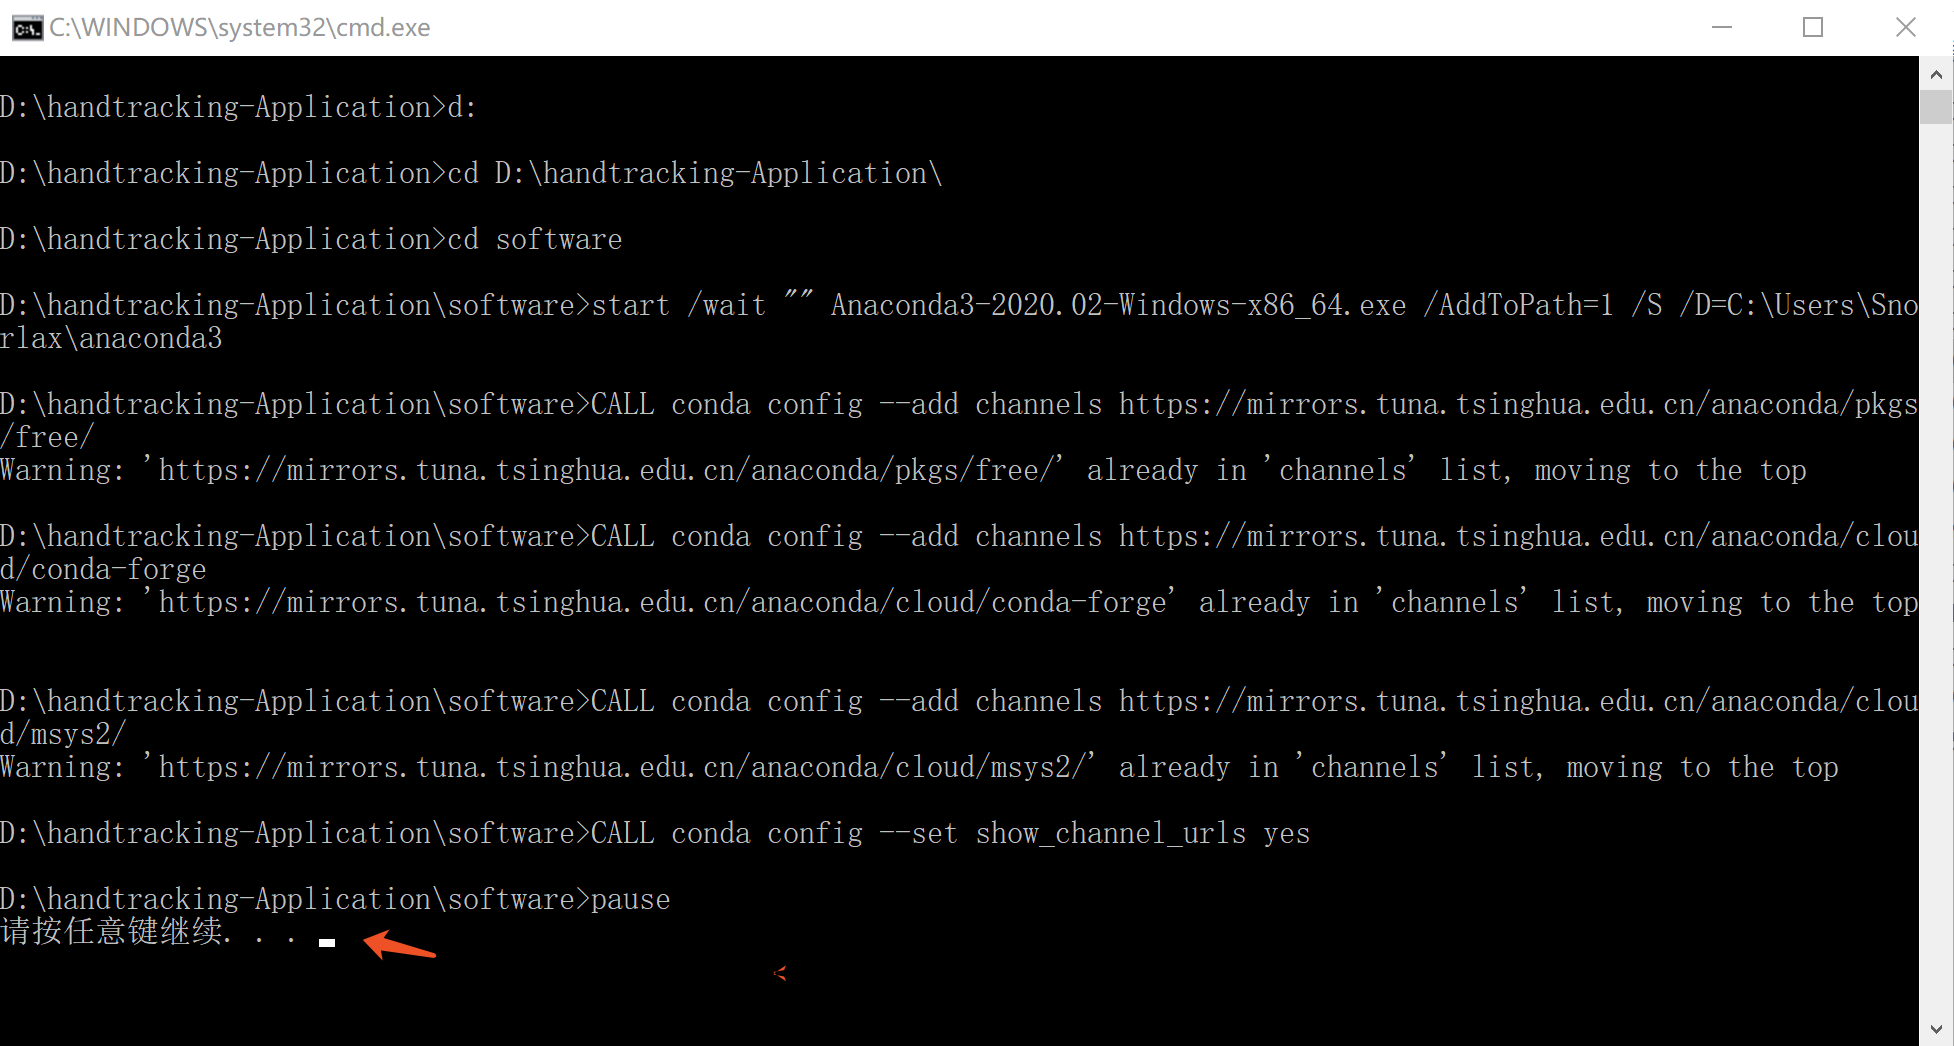 C:\WINDOWS\system32\cmd.exe
D:\handtracking-Application>d:
D:\handtracking-Application>cd D:\handtracking-Application\
D:\handtracking-Application>cd software
D:\handtracking-Application\software>start /wait "" Anaconda3-2020.02-Windows-x86_64.exe /AddToPath=1 /S /D=C:\Users\Sno
rlax\anaconda3
D:\handtracking-Application\software>CALL conda config --add channels https://mirrors.tuna.tsinghua.edu.cn/anaconda/pkgs
/free/
Warning: 'https://mirrors.tuna.tsinghua.edu.cn/anaconda/pkgs/free/' already in 'channels' list, moving to the top
D:\handtracking-Application\software>CALL conda config --add channels https://mirrors.tuna.tsinghua.edu.cn/anaconda/clou
d/conda-forge
Warning: 'https://mirrors.tuna.tsinghua.edu.cn/anaconda/cloud/conda-forge' already in 'channels' list, moving to the top
D:\handtracking-Application\software>CALL conda config --add channels https://mirrors.tuna.tsinghua.edu.cn/anaconda/clou
d/msys2/
Warning: 'https://mirrors.tuna.tsinghua.edu.cn/anaconda/cloud/msys2/' already in 'channels' list, moving to the top
D:\handtracking-Application\software>CALL conda config --set show_channel_urls yes
D:\handtracking-Application\software>pause
请按任意键继续. . .